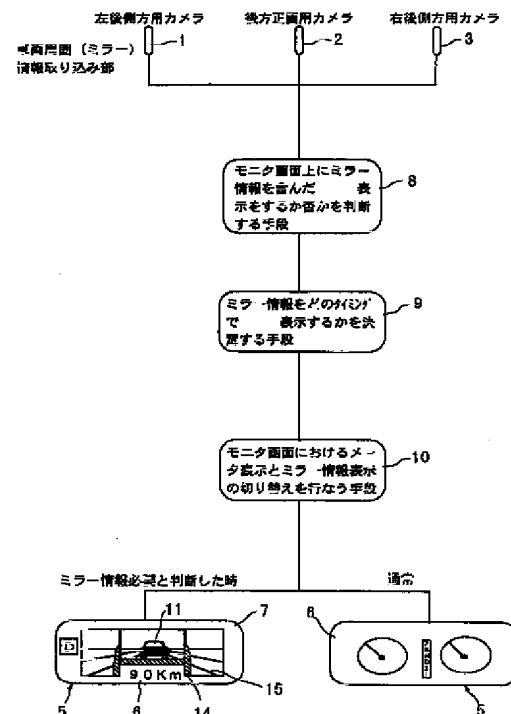 左後側方用カメラ
後方正面用カメラ
右後側方用カメラ
1
2
3
車両周囲（ミラー）
情報取り込み部
モニタ画面上にミラー
情報を含んだ 表
示をするか否かを判断
する手段
8
ミラー情報をどのタイミング
で 表示するかを決
定する手段
9
モニタ画面におけるメー
タ表示とミラー情報表示
の切り替えを行なう手段
10
ミラー情報必要と判断した時
通常
11
7
D
90Km
15
5
6
14
6
5